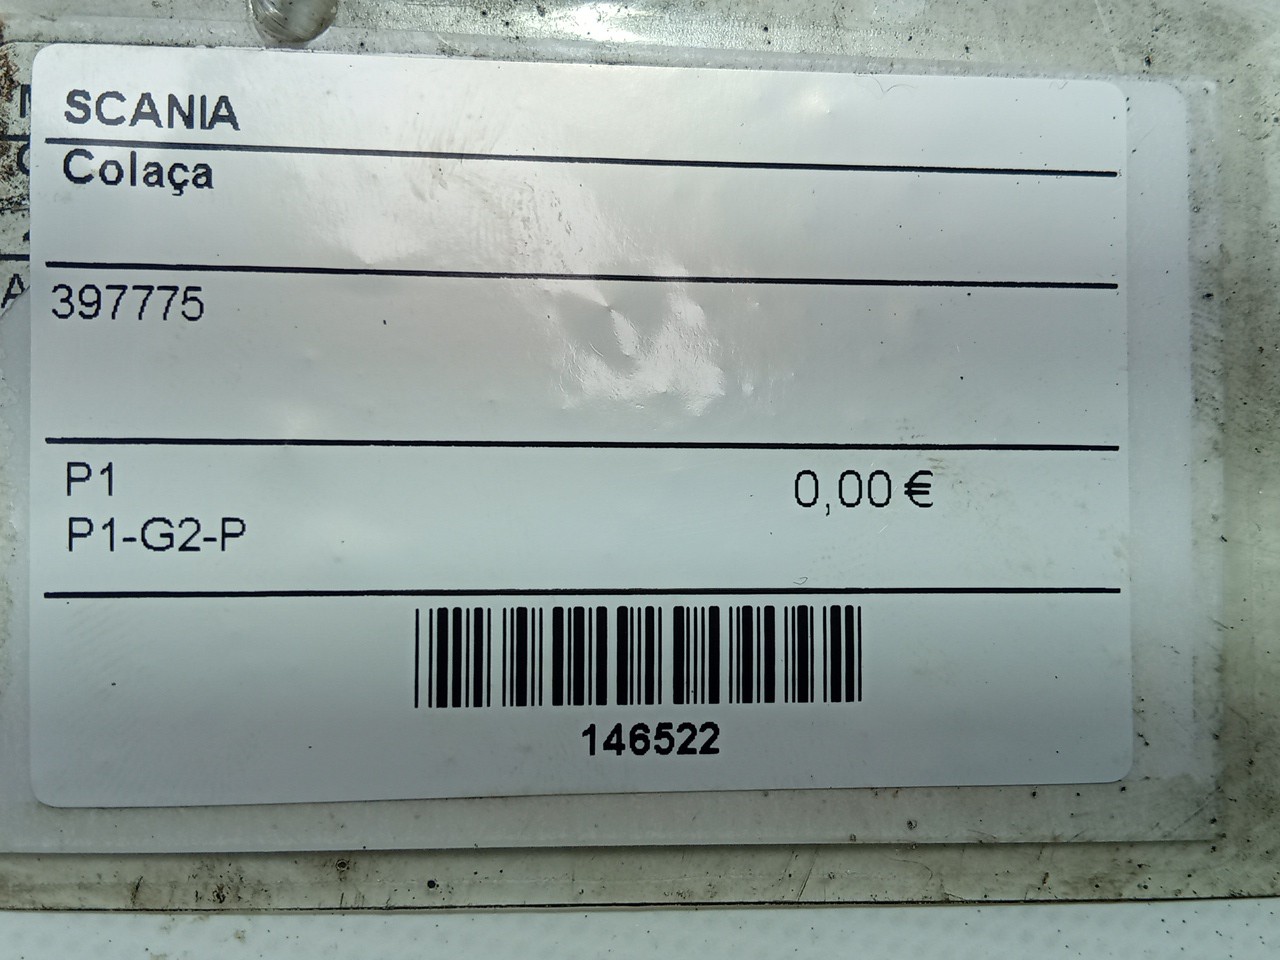 SCANIA
Colaça
397775
P1
0,00 €
P1-G2-P
146522